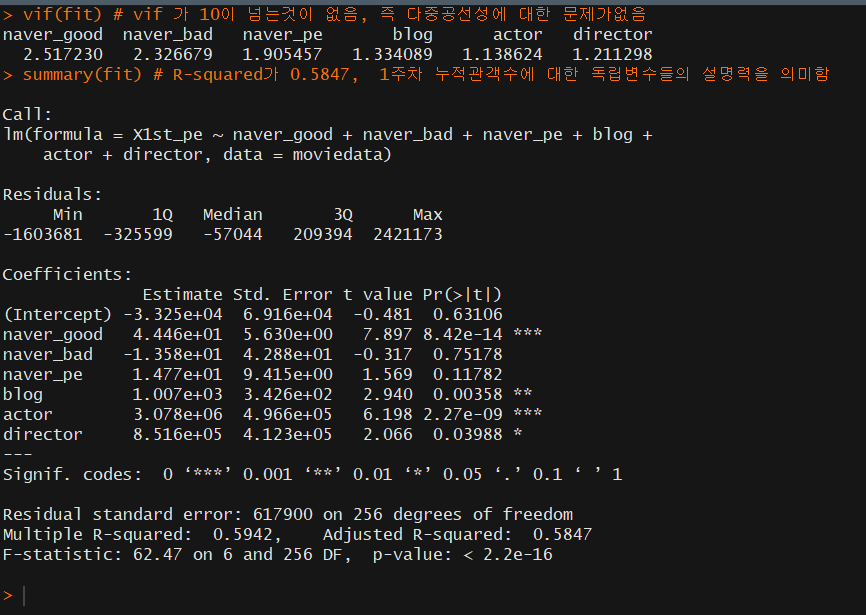 > vif(fit) # vif 가 10이 넘는것이 없음, 즉 다중공선성에 대한 문제가없음
naver_good  naver_bad   naver_pe       blog      actor   director
  2.517230   2.326679   1.905457   1.334089   1.138624   1.211298
> summary(fit) # R-squared가 0.5847,  1주차 누적관객수에 대한 독립변수들의 설명력을 의미함

Call:
lm(formula = X1st_pe ~ naver_good + naver_bad + naver_pe + blog +
    actor + director, data = moviedata)

Residuals:
     Min       1Q   Median       3Q      Max
-1603681  -325599   -57044   209394  2421173

Coefficients:
              Estimate Std. Error t value Pr(>|t|)
(Intercept) -3.325e+04  6.916e+04  -0.481  0.63106
naver_good   4.446e+01  5.630e+00   7.897 8.42e-14 ***
naver_bad   -1.358e+01  4.288e+01  -0.317  0.75178
naver_pe     1.477e+01  9.415e+00   1.569  0.11782
blog         1.007e+03  3.426e+02   2.940  0.00358 **
actor        3.078e+06  4.966e+05   6.198 2.27e-09 ***
director     8.516e+05  4.123e+05   2.066  0.03988 *
---
Signif. codes:  0 ‘***’ 0.001 ‘**’ 0.01 ‘*’ 0.05 ‘.’ 0.1 ‘ ’ 1

Residual standard error: 617900 on 256 degrees of freedom
Multiple R-squared:  0.5942,	Adjusted R-squared:  0.5847
F-statistic: 62.47 on 6 and 256 DF,  p-value: < 2.2e-16

>